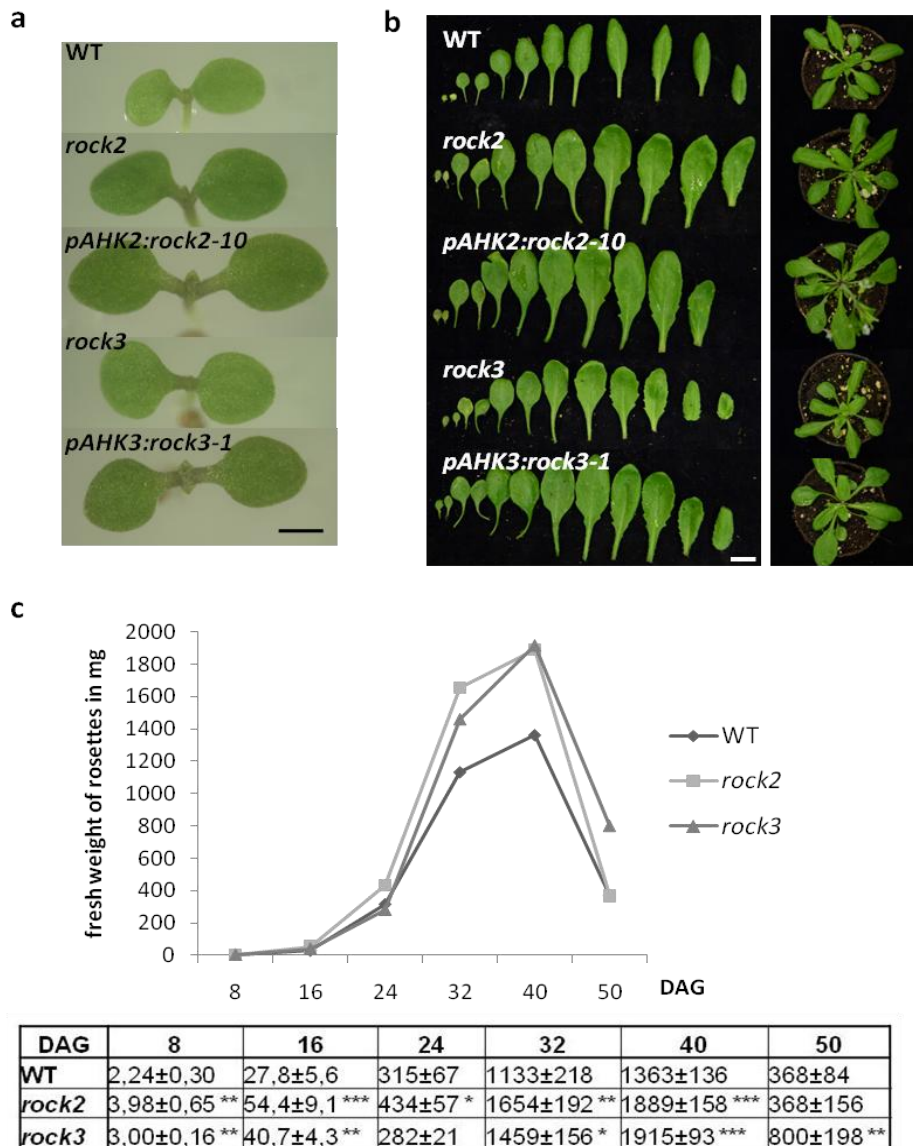 a
WT
rock2
pAHK2:rock2-10
rock3
pAHK3:rock3-1
b
WT
rock2
pAHK2:rock2-10
rock3
pAHK3:rock3-1
c
fresh weight of rosettes in mg
2000
1800
1600
1400
1200
1000
800
600
400
200
0
8 16 24 32 40 50 DAG
WT
rock2
rock3
DAG 8 16 24 32 40 50
WT 2,24±0,30 27,8±5,6 315±67 1133±218 1363±136 368±84
rock2 3,98±0,65 ** 54,4±9,1 *** 434±57 * 1654±192 ** 1889±158 *** 368±156
rock3 3,00±0,16 ** 40,7±4,3 ** 282±21 1459±156 * 1915±93 *** 800±198 **